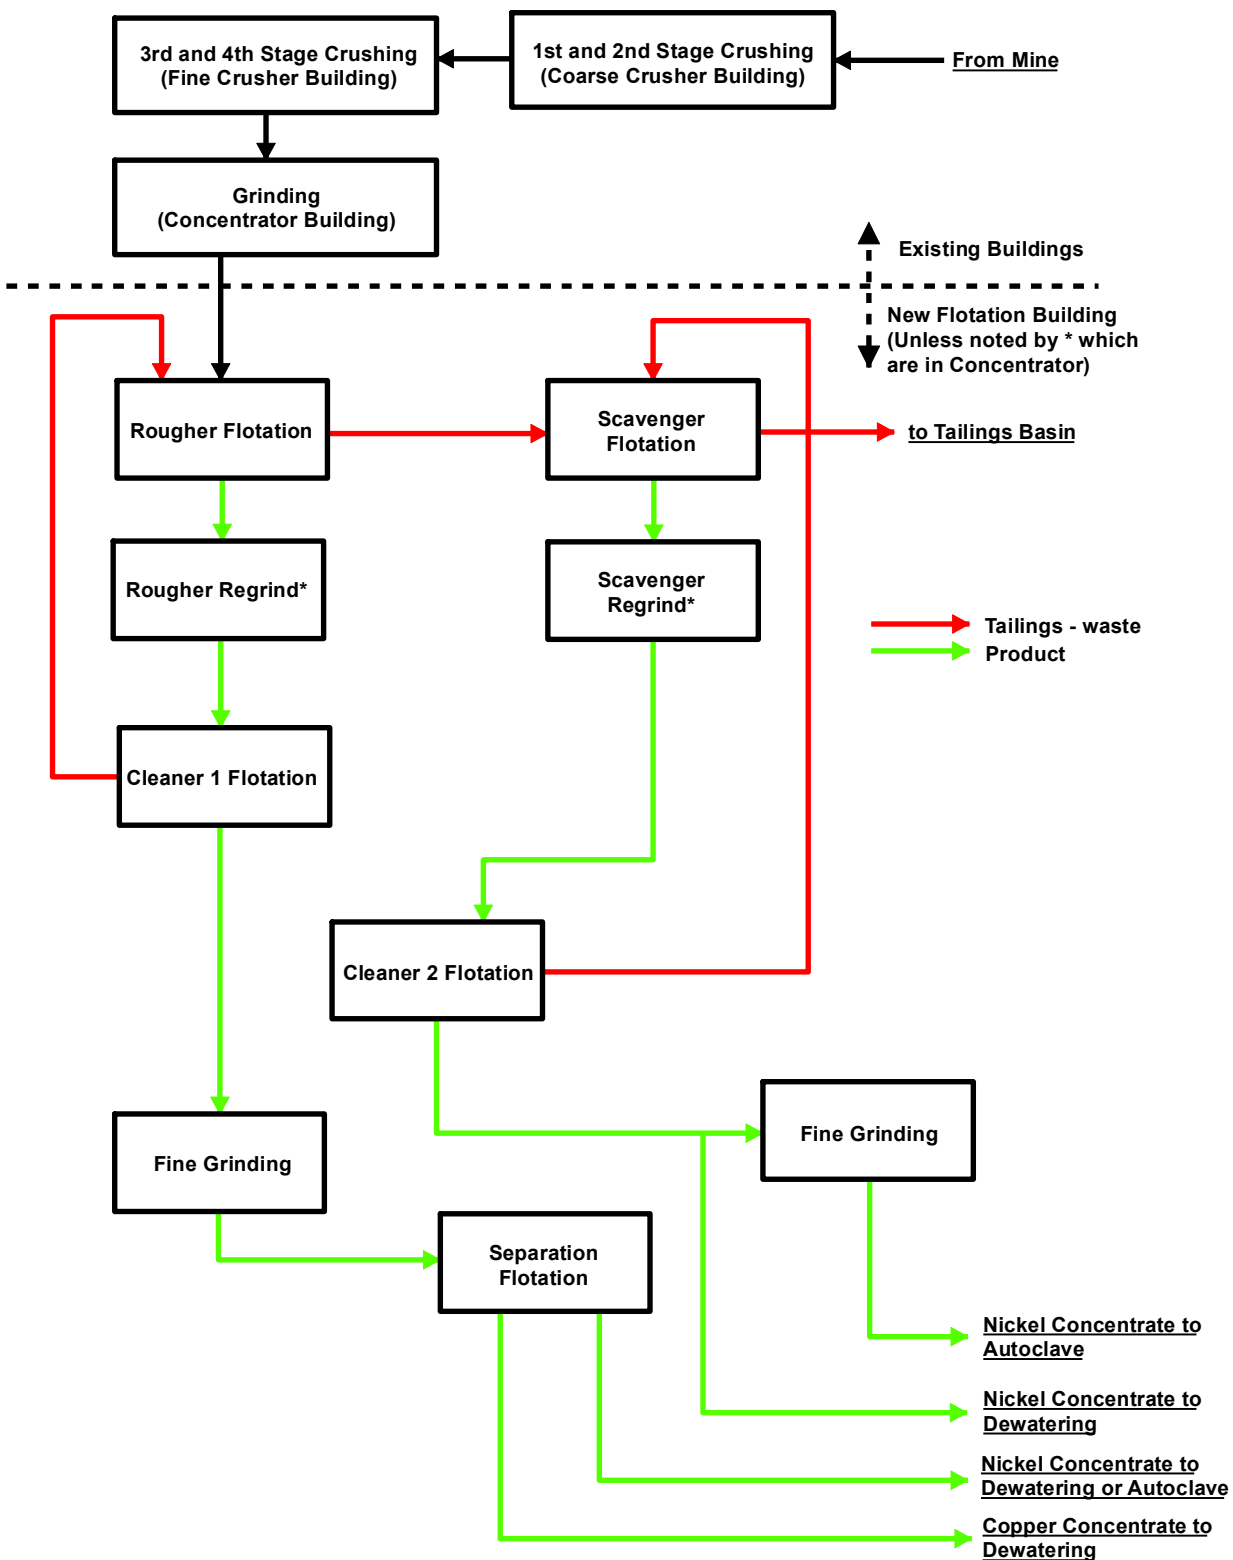 3rd and 4th Stage Crushing
(Fine Crusher Building)
1st and 2nd Stage Crushing
(Coarse Crusher Building)
From Mine
Grinding
(Concentrator Building)
Existing Buildings
New Flotation Building
(Unless noted by * which
are in Concentrator)
Rougher Flotation
Scavenger
Flotation
to Tailings Basin
Rougher Regrind*
Scavenger
Regrind*
Tailings - waste
Product
Cleaner 1 Flotation
Cleaner 2 Flotation
Fine Grinding
Fine Grinding
Separation
Flotation
Nickel Concentrate to
Autoclave
Nickel Concentrate to
Dewatering
Nickel Concentrate to
Dewatering or Autoclave
Copper Concentrate to
Dewatering